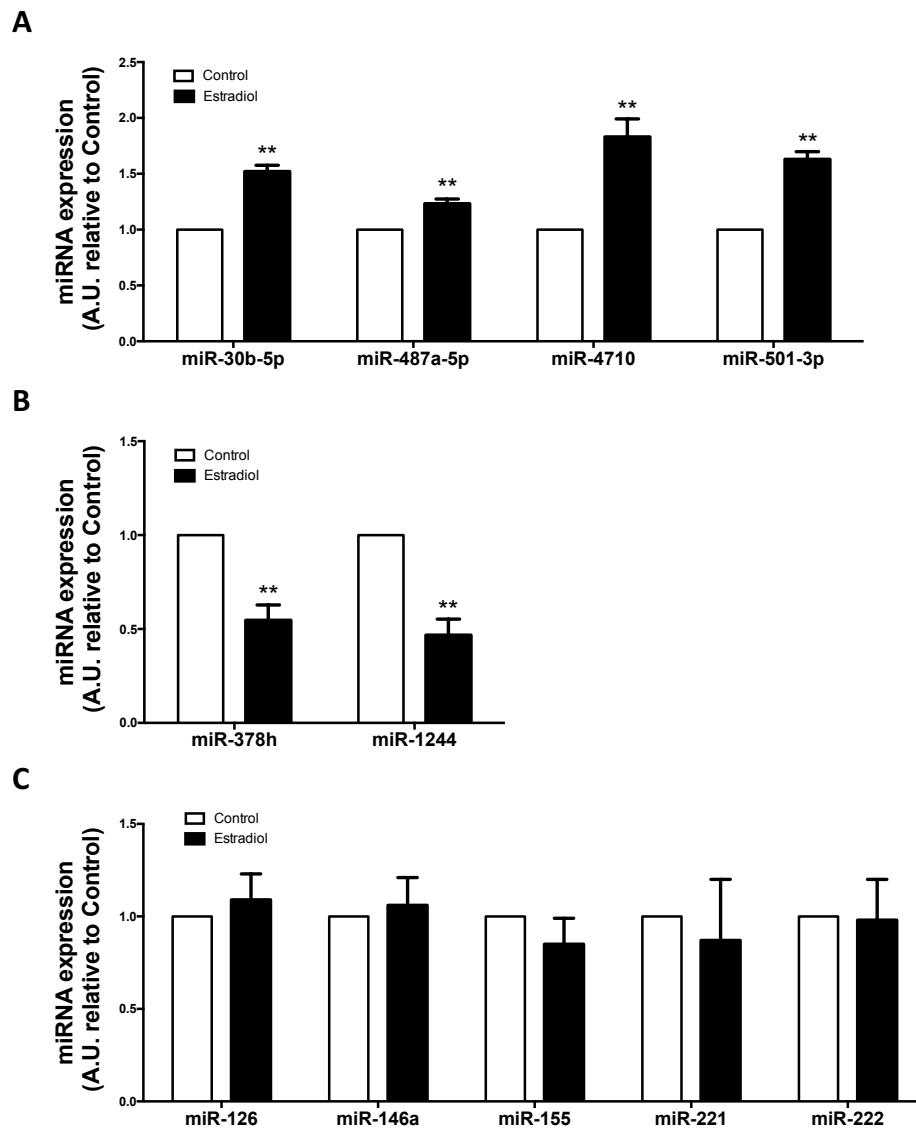 A
miRNA expression
(A.U. relative to Control)
2.5
2.0
1.5
1.0
0.5
0.0
Control
Estradiol
**
**
**
**
miR-30b-5p
miR-487a-5p
miR-4710
miR-501-3p
B
miRNA expression
(A.U. relative to Control)
1.5
1.0
0.5
0.0
Control
Estradiol
**
**
miR-378h
miR-1244
C
miRNA expression
(A.U. relative to Control)
1.5
1.0
0.5
0.0
Control
Estradiol
miR-126
miR-146a
miR-155
miR-221
miR-222